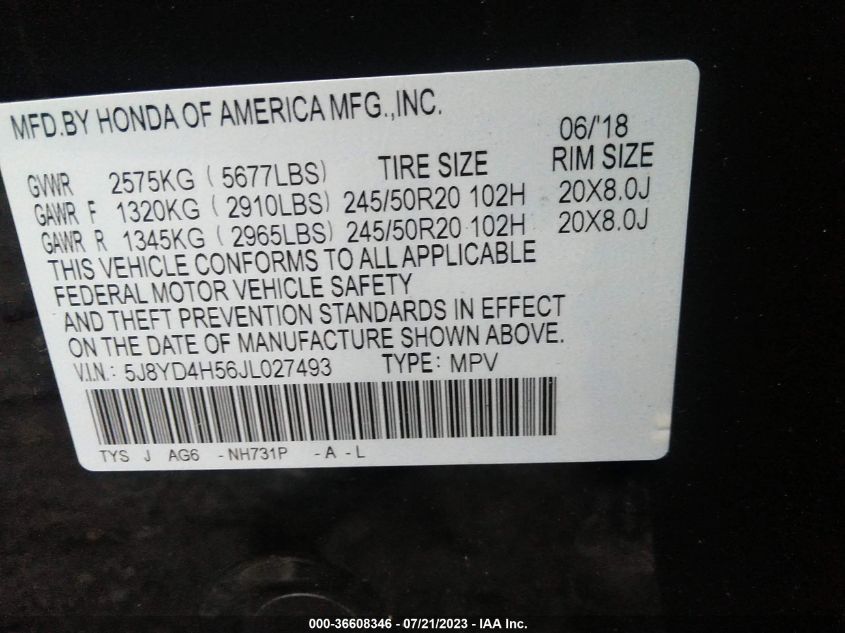 MFD.BY HONDA OF AMERICA MFG.,INC.
06/'18
GVWR 2575KG ( 5677LBS) TIRE SIZE RIM SIZE
GAWR F 1320KG ( 2910LBS) 245/50R20 102H 20X8.0J
GAWR R 1345KG ( 2965LBS) 245/50R20 102H 20X8.0J
THIS VEHICLE CONFORMS TO ALL APPLICABLE
FEDERAL MOTOR VEHICLE SAFETY
AND THEFT PREVENTION STANDARDS IN EFFECT
ON THE DATE OF MANUFACTURE SHOWN ABOVE.
V.I.N.: 5J8YD4H56JL027493 TYPE: MPV
TYS J AG6 -NH731P -A -L
000-36608346 / 07/21/2023 - IAA Inc.